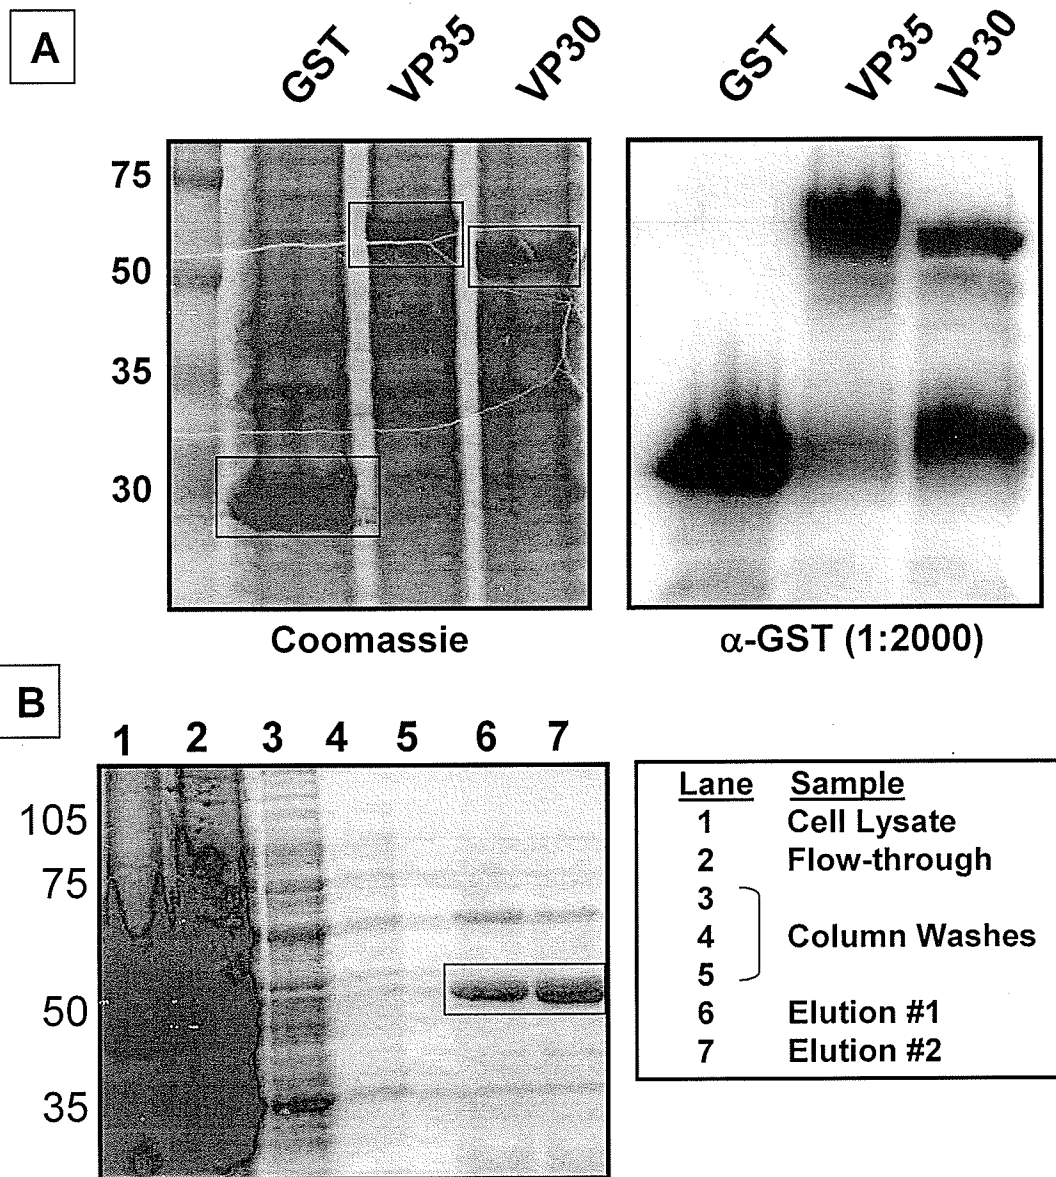 A
GST VP35 VP30
GST VP35 VP30
75
50
35
30
Coomassie
α-GST (1:2000)
B
1 2 3 4 5 6 7
105
75
50
35
Lane Sample
1 Cell Lysate
2 Flow-through
3
4 Column Washes
5
6 Elution #1
7 Elution #2